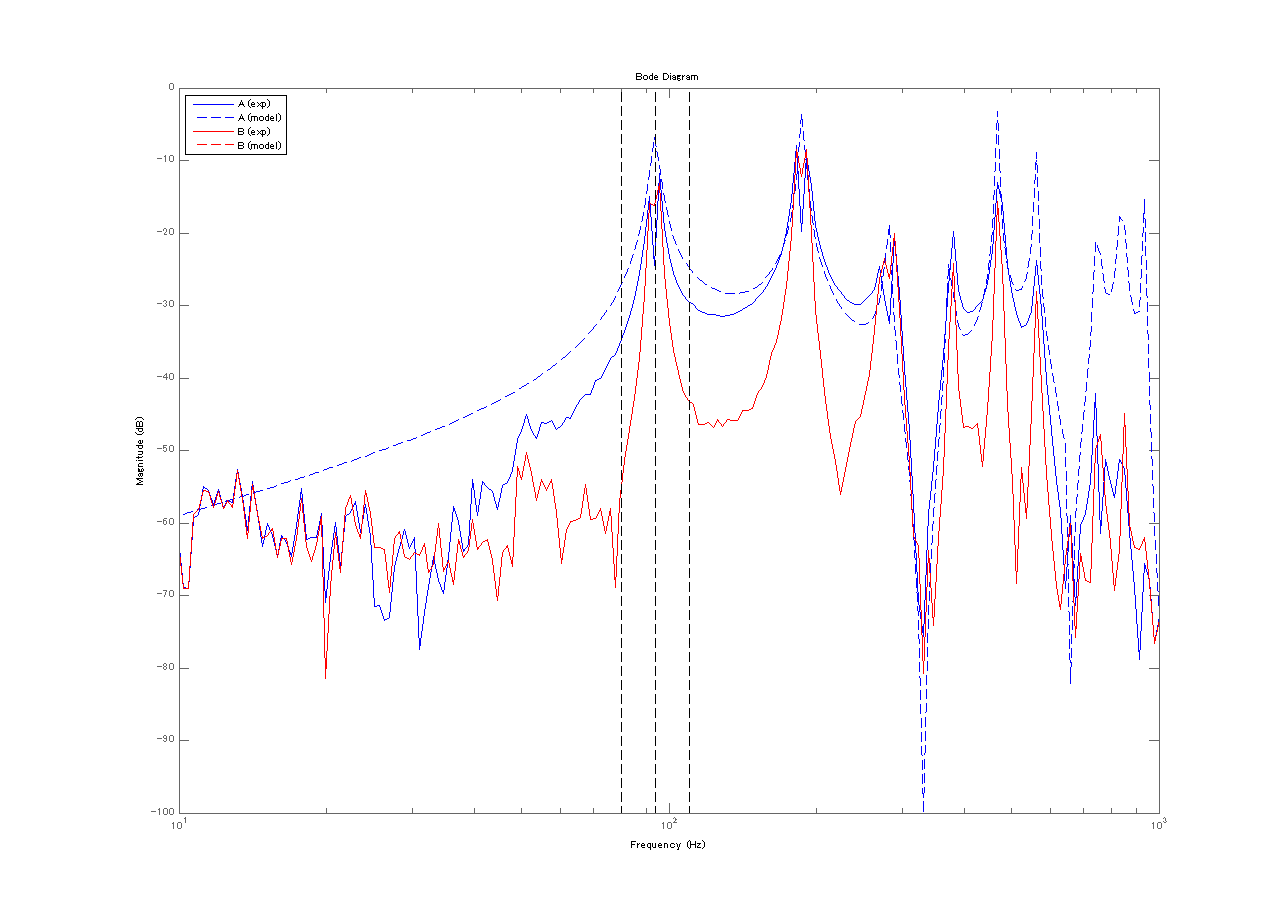 Bode Diagram
A (exp)
A (model)
B (exp)
B (model)
Magnitude (dB)
0
-10
-20
-30
-40
-50
-60
-70
-80
-90
-100
10^1
10^2
10^3
Frequency (Hz)